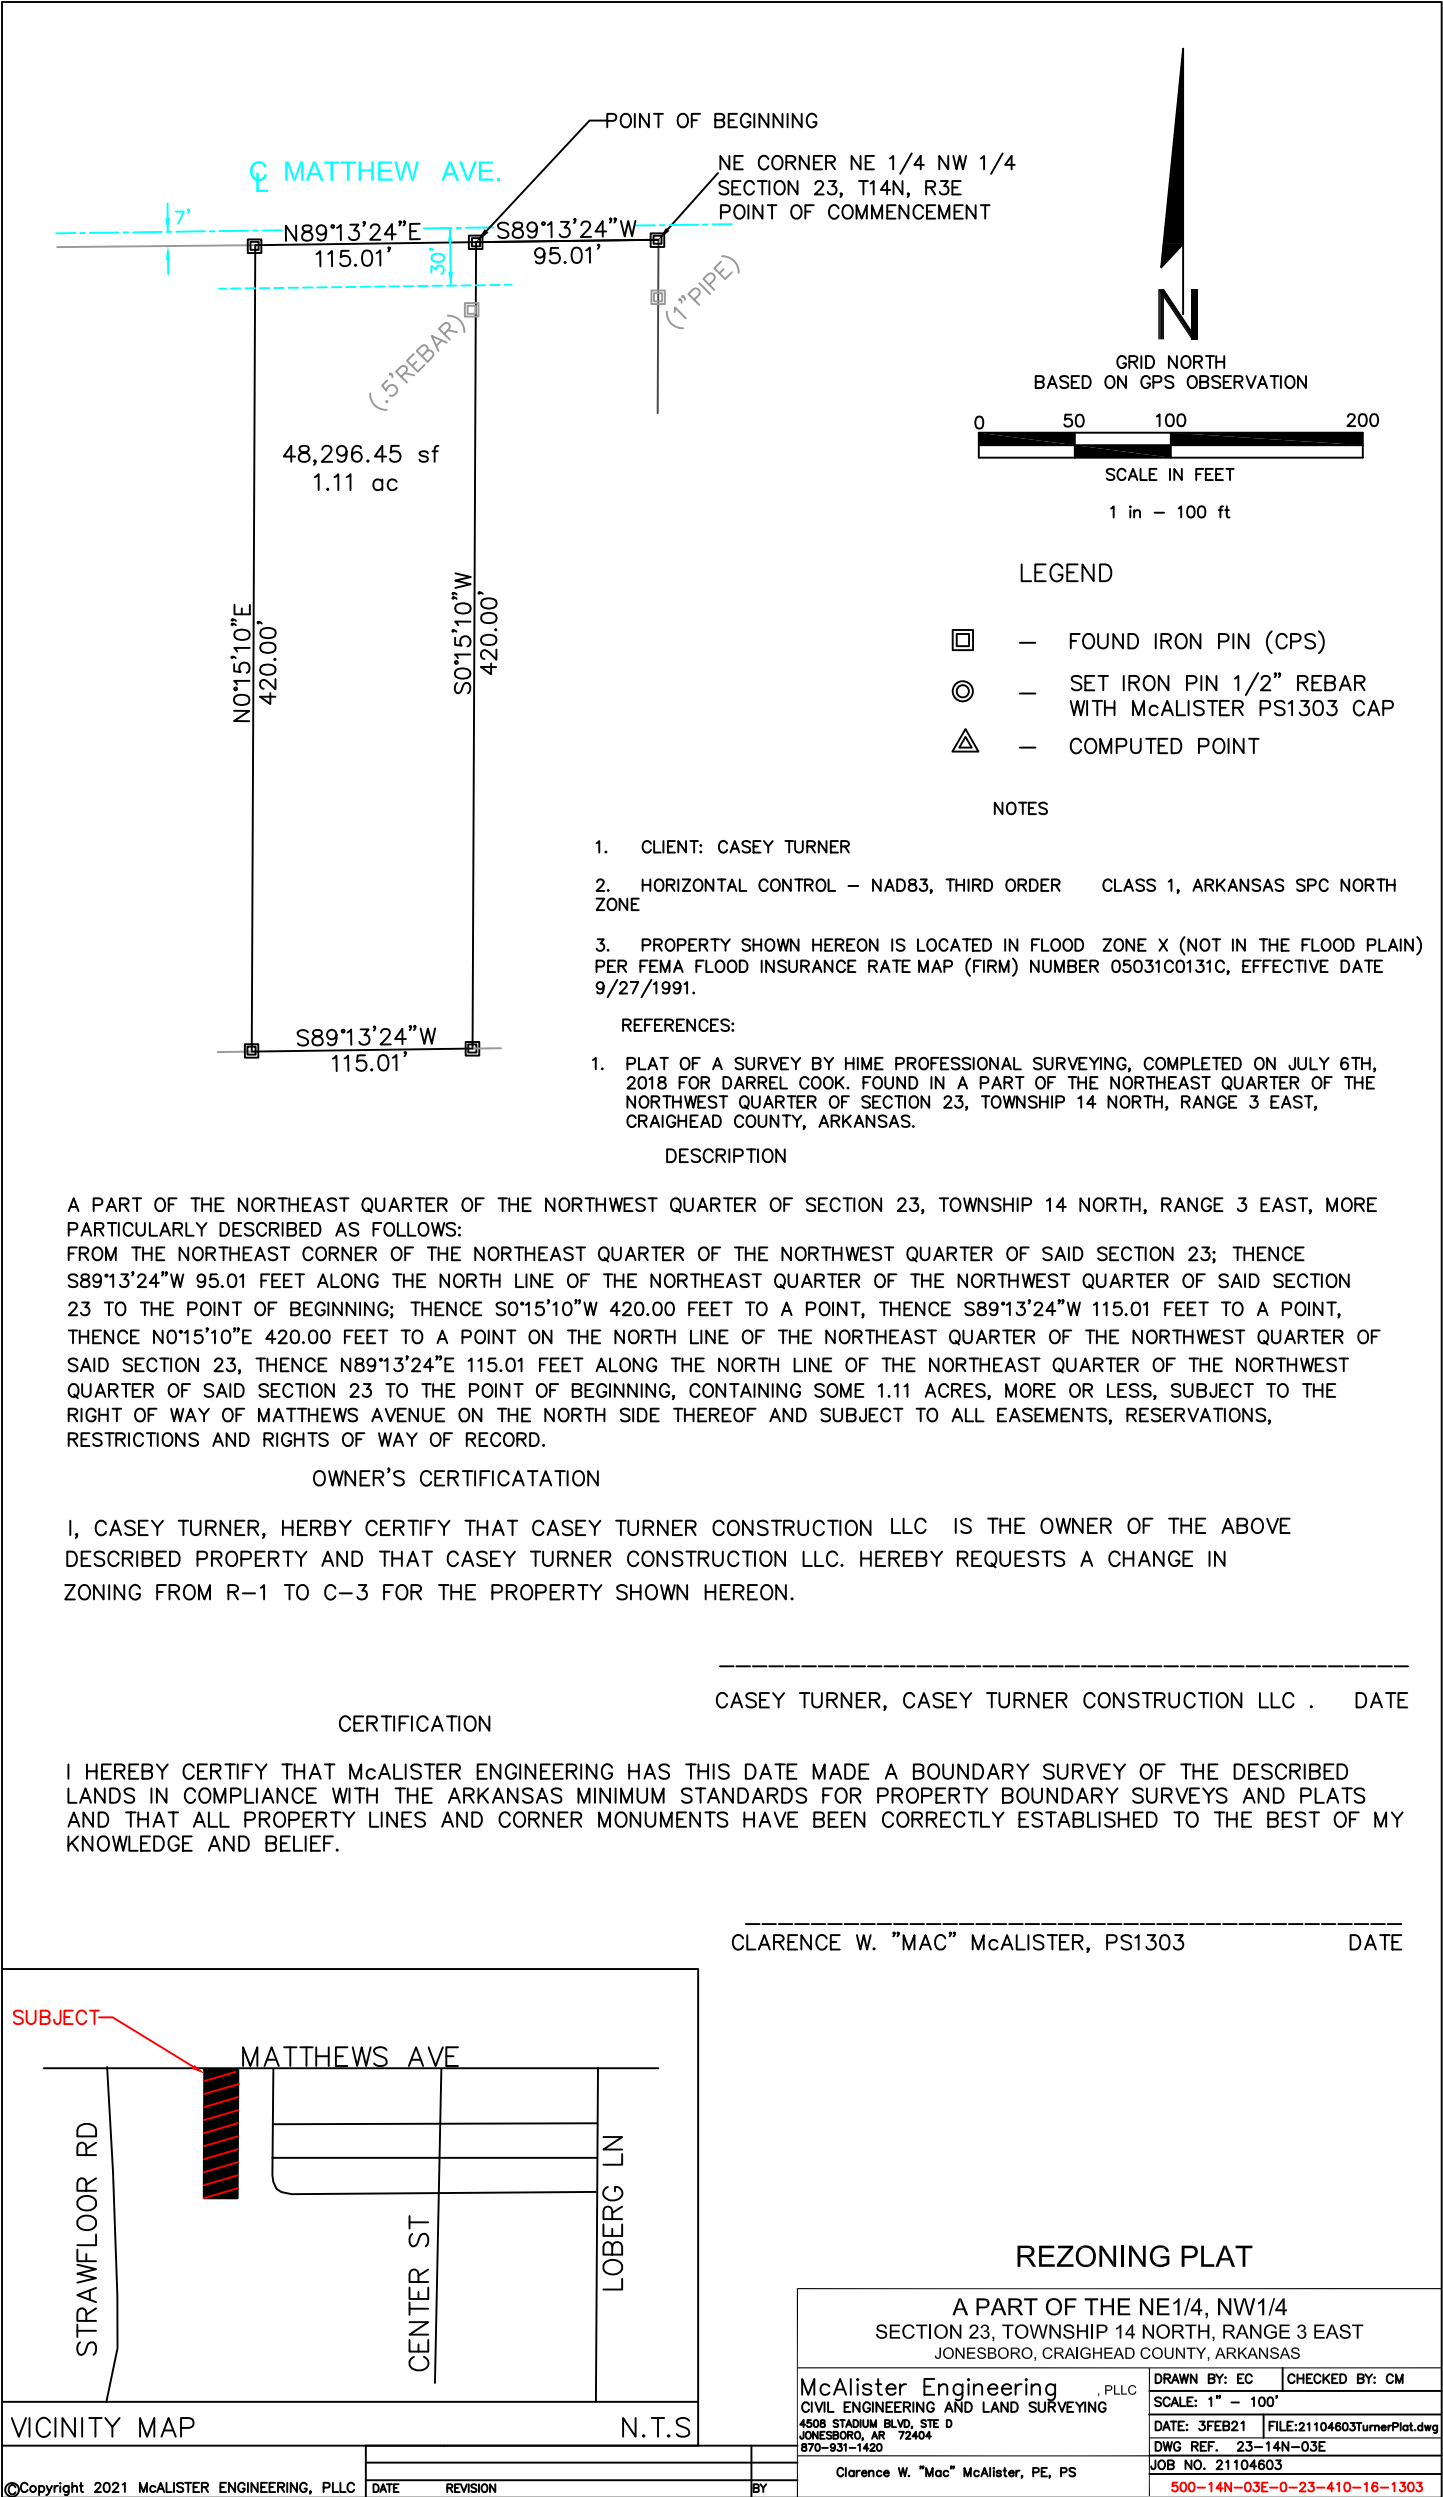 POINT OF BEGINNING
NE CORNER NE 1/4 NW 1/4
SECTION 23, T14N, R3E
POINT OF COMMENCEMENT
℄ MATTHEW AVE.
7'
N89°13'24"E
115.01'
30'
S89°13'24"W
95.01'
(1"PIPE)
(.5'REBAR)
48,296.45 sf
1.11 ac
N0°15'10"E
420.00'
S0°15'10"W
420.00'
S89°13'24"W
115.01'
N
GRID NORTH
BASED ON GPS OBSERVATION
0 50 100 200
SCALE IN FEET
1 in – 100 ft
LEGEND
– FOUND IRON PIN (CPS)
– SET IRON PIN 1/2" REBAR
WITH McALISTER PS1303 CAP
– COMPUTED POINT
NOTES
1. CLIENT: CASEY TURNER
2. HORIZONTAL CONTROL – NAD83, THIRD ORDER CLASS 1, ARKANSAS SPC NORTH
ZONE
3. PROPERTY SHOWN HEREON IS LOCATED IN FLOOD ZONE X (NOT IN THE FLOOD PLAIN)
PER FEMA FLOOD INSURANCE RATE MAP (FIRM) NUMBER 05031C0131C, EFFECTIVE DATE
9/27/1991.
REFERENCES:
1. PLAT OF A SURVEY BY HIME PROFESSIONAL SURVEYING, COMPLETED ON JULY 6TH,
2018 FOR DARREL COOK. FOUND IN A PART OF THE NORTHEAST QUARTER OF THE
NORTHWEST QUARTER OF SECTION 23, TOWNSHIP 14 NORTH, RANGE 3 EAST,
CRAIGHEAD COUNTY, ARKANSAS.
DESCRIPTION
A PART OF THE NORTHEAST QUARTER OF THE NORTHWEST QUARTER OF SECTION 23, TOWNSHIP 14 NORTH, RANGE 3 EAST, MORE
PARTICULARLY DESCRIBED AS FOLLOWS:
FROM THE NORTHEAST CORNER OF THE NORTHEAST QUARTER OF THE NORTHWEST QUARTER OF SAID SECTION 23; THENCE
S89°13'24"W 95.01 FEET ALONG THE NORTH LINE OF THE NORTHEAST QUARTER OF THE NORTHWEST QUARTER OF SAID SECTION
23 TO THE POINT OF BEGINNING; THENCE S0°15'10"W 420.00 FEET TO A POINT, THENCE S89°13'24"W 115.01 FEET TO A POINT,
THENCE N0°15'10"E 420.00 FEET TO A POINT ON THE NORTH LINE OF THE NORTHEAST QUARTER OF THE NORTHWEST QUARTER OF
SAID SECTION 23, THENCE N89°13'24"E 115.01 FEET ALONG THE NORTH LINE OF THE NORTHEAST QUARTER OF THE NORTHWEST
QUARTER OF SAID SECTION 23 TO THE POINT OF BEGINNING, CONTAINING SOME 1.11 ACRES, MORE OR LESS, SUBJECT TO THE
RIGHT OF WAY OF MATTHEWS AVENUE ON THE NORTH SIDE THEREOF AND SUBJECT TO ALL EASEMENTS, RESERVATIONS,
RESTRICTIONS AND RIGHTS OF WAY OF RECORD.
OWNER'S CERTIFICATATION
I, CASEY TURNER, HERBY CERTIFY THAT CASEY TURNER CONSTRUCTION LLC IS THE OWNER OF THE ABOVE
DESCRIBED PROPERTY AND THAT CASEY TURNER CONSTRUCTION LLC. HEREBY REQUESTS A CHANGE IN
ZONING FROM R–1 TO C–3 FOR THE PROPERTY SHOWN HEREON.
CASEY TURNER, CASEY TURNER CONSTRUCTION LLC . DATE
CERTIFICATION
I HEREBY CERTIFY THAT McALISTER ENGINEERING HAS THIS DATE MADE A BOUNDARY SURVEY OF THE DESCRIBED
LANDS IN COMPLIANCE WITH THE ARKANSAS MINIMUM STANDARDS FOR PROPERTY BOUNDARY SURVEYS AND PLATS
AND THAT ALL PROPERTY LINES AND CORNER MONUMENTS HAVE BEEN CORRECTLY ESTABLISHED TO THE BEST OF MY
KNOWLEDGE AND BELIEF.
CLARENCE W. "MAC" McALISTER, PS1303 DATE
SUBJECT
MATTHEWS AVE
STRAWFLOOR RD
CENTER ST
LOBERG LN
VICINITY MAP N.T.S
REZONING PLAT
A PART OF THE NE1/4, NW1/4
SECTION 23, TOWNSHIP 14 NORTH, RANGE 3 EAST
JONESBORO, CRAIGHEAD COUNTY, ARKANSAS
McAlister Engineering , PLLC
CIVIL ENGINEERING AND LAND SURVEYING
4508 STADIUM BLVD, STE D
JONESBORO, AR 72404
870–931–1420
Clarence W. "Mac" McAlister, PE, PS
DRAWN BY: EC CHECKED BY: CM
SCALE: 1" – 100'
DATE: 3FEB21 FILE:21104603TurnerPlat.dwg
DWG REF. 23–14N–03E
JOB NO. 21104603
500–14N–03E–0–23–410–16–1303
©Copyright 2021 McALISTER ENGINEERING, PLLC
DATE REVISION BY